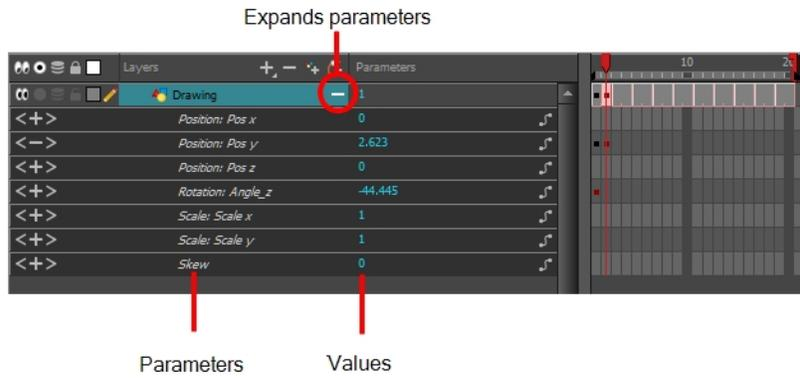 Expands parameters
Layers Parameters 10 20
Drawing 1
Position: Pos x 0
Position: Pos y 2.623
Position: Pos z 0
Rotation: Angle_z -44.445
Scale: Scale x 1
Scale: Scale y 1
Skew 0
Parameters Values